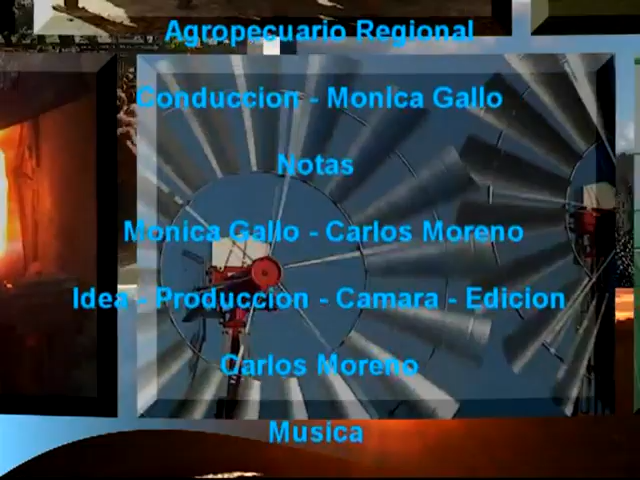 Agropecuario Regional
Conduccion - Monica Gallo
Notas
Monica Gallo - Carlos Moreno
Idea - Produccion - Camara - Edicion
Carlos Moreno
Musica